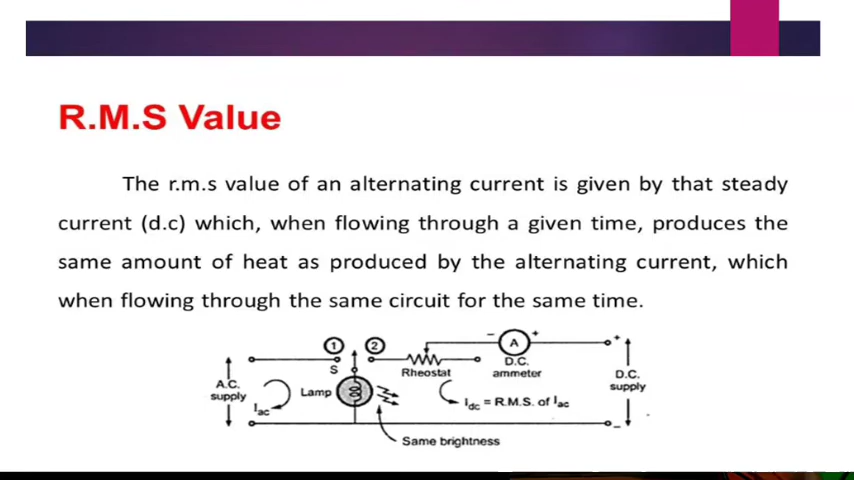 R.M.S Value
The r.m.s value of an alternating current is given by that steady
current (d.c) which, when flowing through a given time, produces the
same amount of heat as produced by the alternating current, which
when flowing through the same circuit for the same time.
1 2
S
A.C.
supply
Iac
Lamp
Rheostat
− A +
D.C.
ammeter
Idc = R.M.S. of Iac
+
D.C.
supply
−
Same brightness